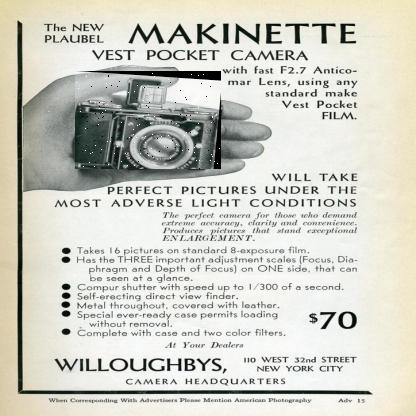 The NEW MAKINETTE
PLAUBEL
VEST POCKET CAMERA
with fast F2.7 Antico-
mar Lens, using any
standard make
Vest Pocket
FILM.
WILL TAKE
PERFECT PICTURES UNDER THE
MOST ADVERSE LIGHT CONDITIONS
The perfect camera for those who demand
extreme accuracy, clarity and convenience.
Produces pictures that stand exceptional
ENLARGEMENT.
Takes 16 pictures on standard 8-exposure film.
Has the THREE important adjustment scales (Focus, Dia-
phragm and Depth of Focus) on ONE side, that can
be seen at a glance.
Compur shutter with speed up to 1/300 of a second.
Self-erecting direct view finder.
Metal throughout, covered with leather.
Special ever-ready case permits loading
without removal.
Complete with case and two color filters.
$70
At Your Dealers
WILLOUGHBYS, 110 WEST 32nd STREET
NEW YORK CITY
CAMERA HEADQUARTERS
When Corresponding With Advertisers Please Mention American Photography Adv 15